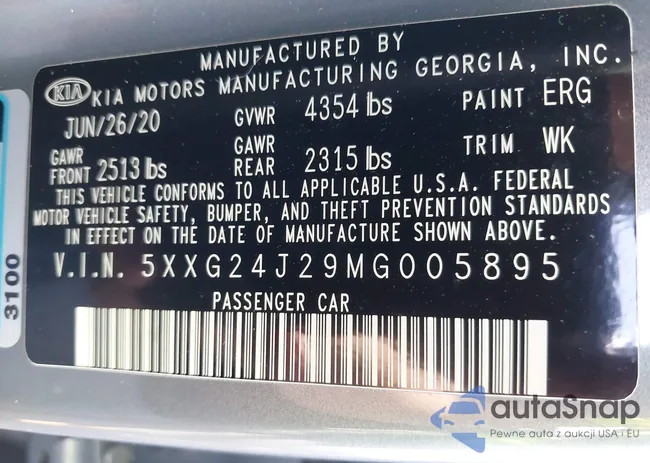 MANUFACTURED BY
KIA KIA MOTORS MANUFACTURING GEORGIA, INC.
JUN/26/20 GVWR 4354 lbs PAINT ERG
GAWR FRONT 2513 lbs GAWR REAR 2315 lbs TRIM WK
THIS VEHICLE CONFORMS TO ALL APPLICABLE U.S.A. FEDERAL
MOTOR VEHICLE SAFETY, BUMPER, AND THEFT PREVENTION STANDARDS
IN EFFECT ON THE DATE OF MANUFACTURE SHOWN ABOVE.
V.I.N. 5XXG24J29MG005895
PASSENGER CAR
3100
autaSnap
Pewne auta z aukcji USA i EU